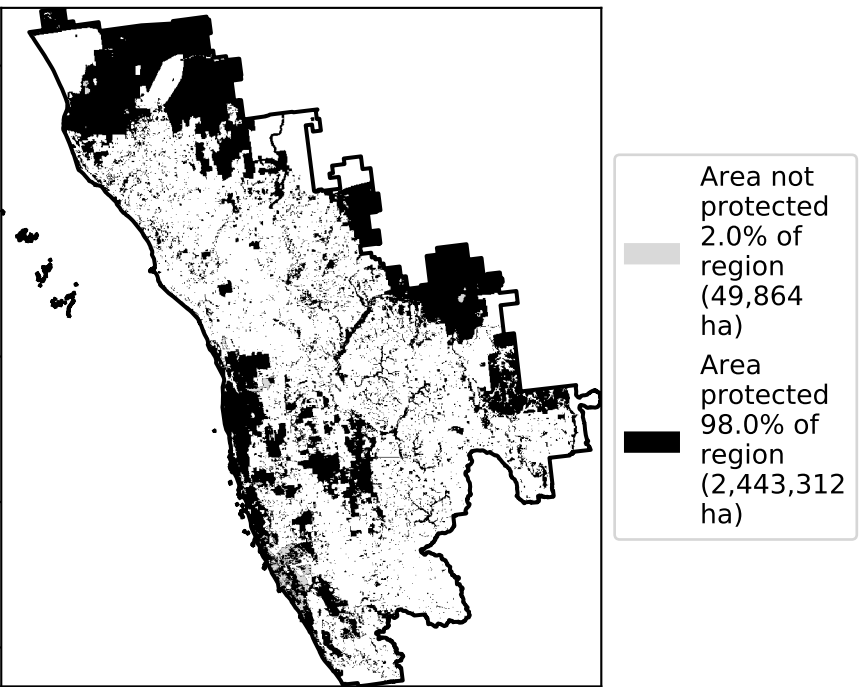 Area not
protected
2.0% of
region
(49,864
ha)
Area
protected
98.0% of
region
(2,443,312
ha)